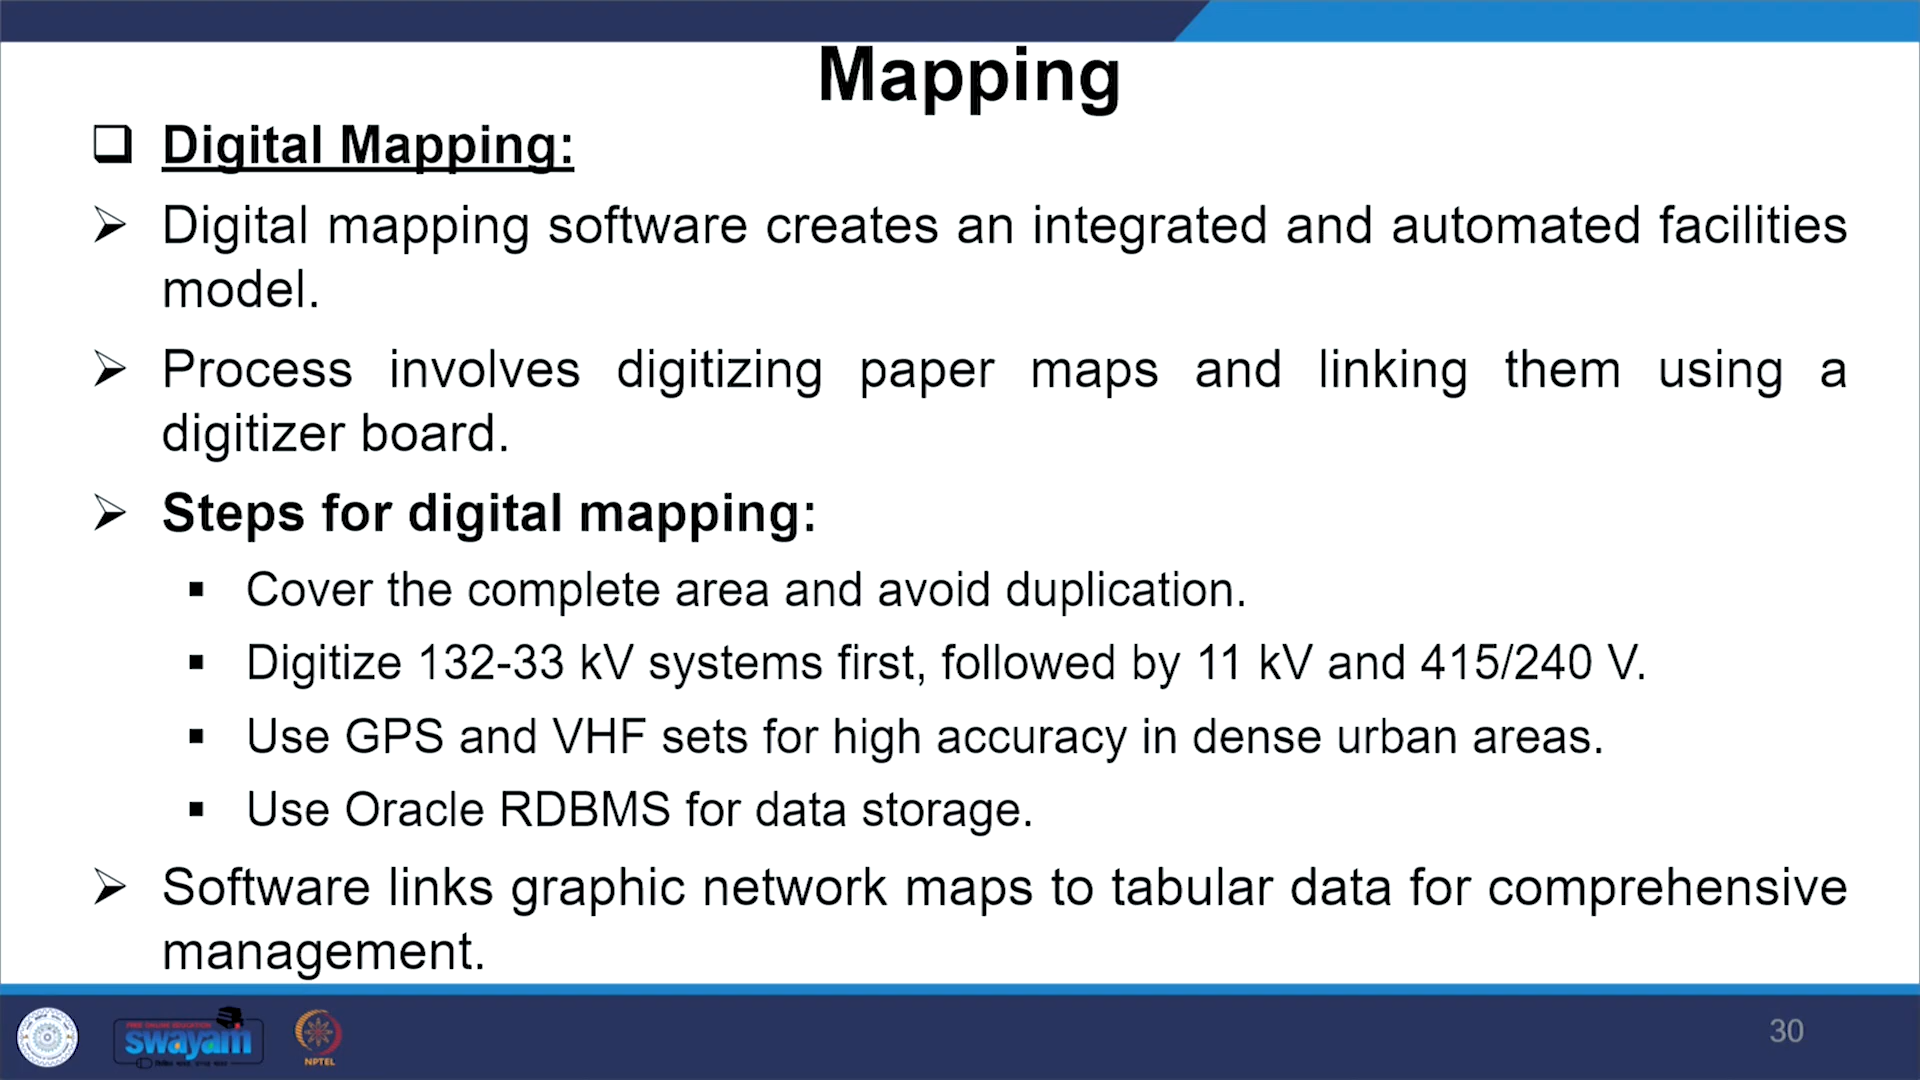 Mapping
Digital Mapping:
Digital mapping software creates an integrated and automated facilities
model.
Process involves digitizing paper maps and linking them using a
digitizer board.
Steps for digital mapping:
Cover the complete area and avoid duplication.
Digitize 132-33 kV systems first, followed by 11 kV and 415/240 V.
Use GPS and VHF sets for high accuracy in dense urban areas.
Use Oracle RDBMS for data storage.
Software links graphic network maps to tabular data for comprehensive
management.
FREE ONLINE EDUCATION
swayam
NPTEL
30